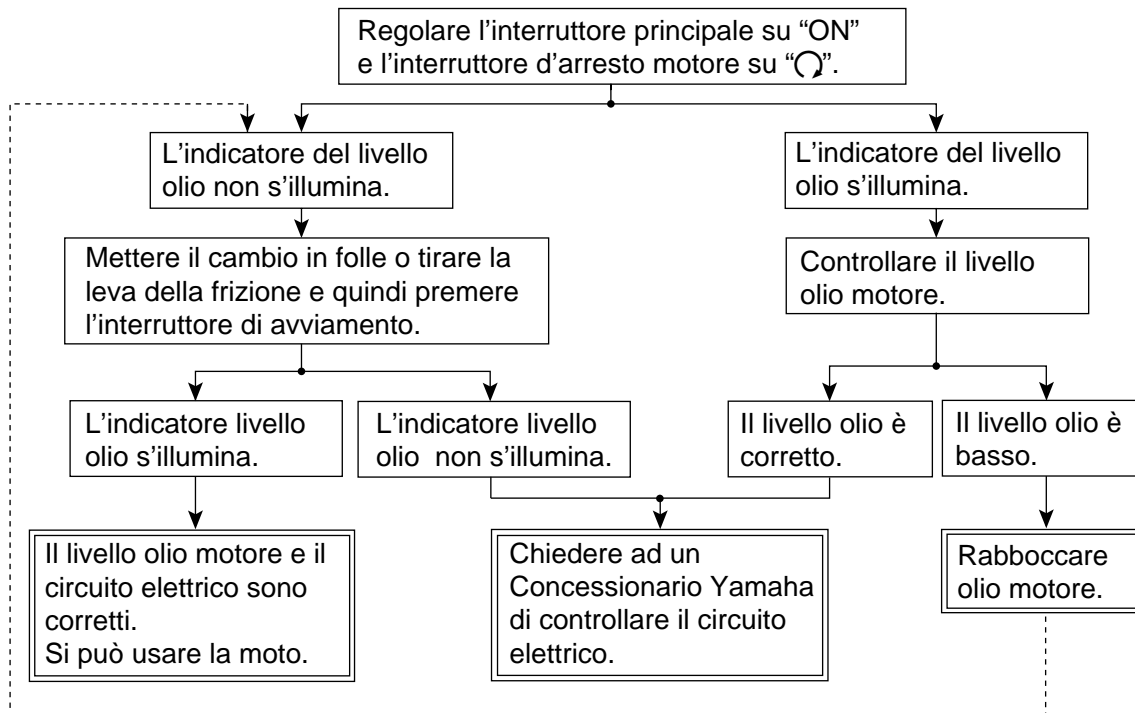 Regolare l’interruttore principale su “ON”
e l’interruttore d’arresto motore su “↻”.
L’indicatore del livello
olio non s’illumina.
L’indicatore del livello
olio s’illumina.
Mettere il cambio in folle o tirare la
leva della frizione e quindi premere
l’interruttore di avviamento.
Controllare il livello
olio motore.
L’indicatore livello
olio s’illumina.
L’indicatore livello
olio non s’illumina.
Il livello olio è
corretto.
Il livello olio è
basso.
Il livello olio motore e il
circuito elettrico sono
corretti.
Si può usare la moto.
Chiedere ad un
Concessionario Yamaha
di controllare il circuito
elettrico.
Rabboccare
olio motore.